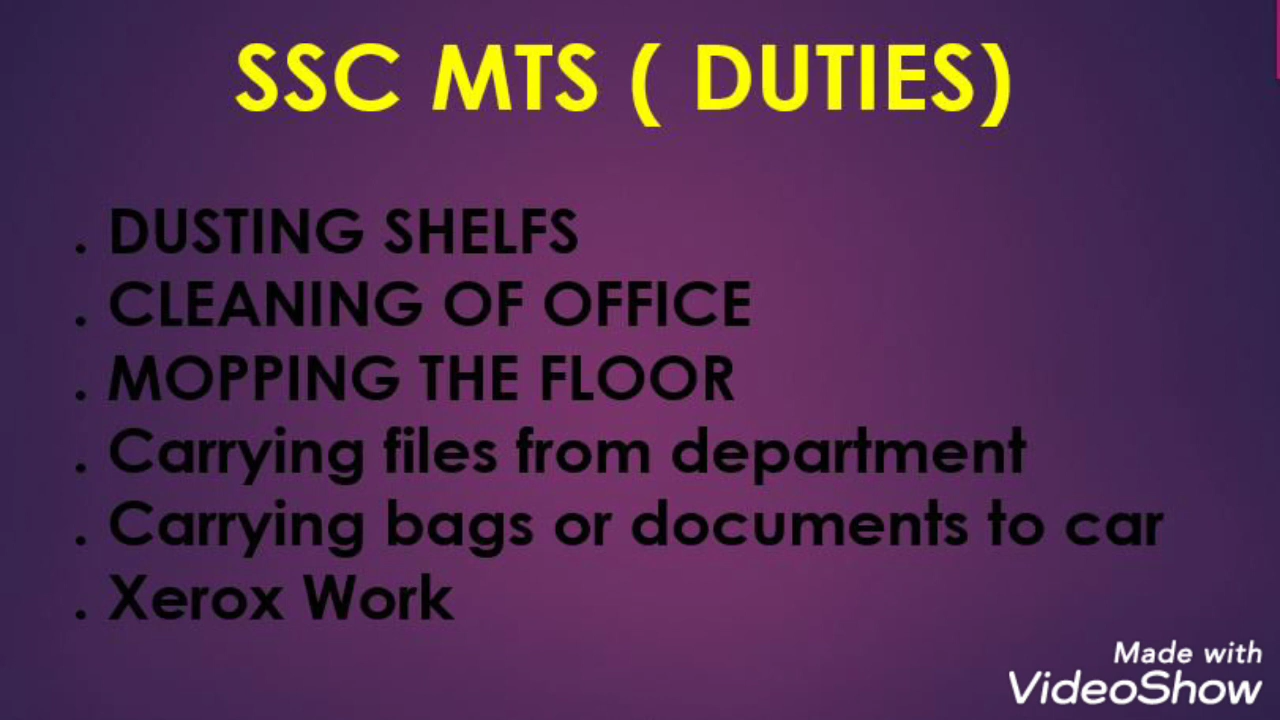 SSC MTS ( DUTIES)
. DUSTING SHELFS
. CLEANING OF OFFICE
. MOPPING THE FLOOR
. Carrying files from department
. Carrying bags or documents to car
. Xerox Work
Made with
VideoShow